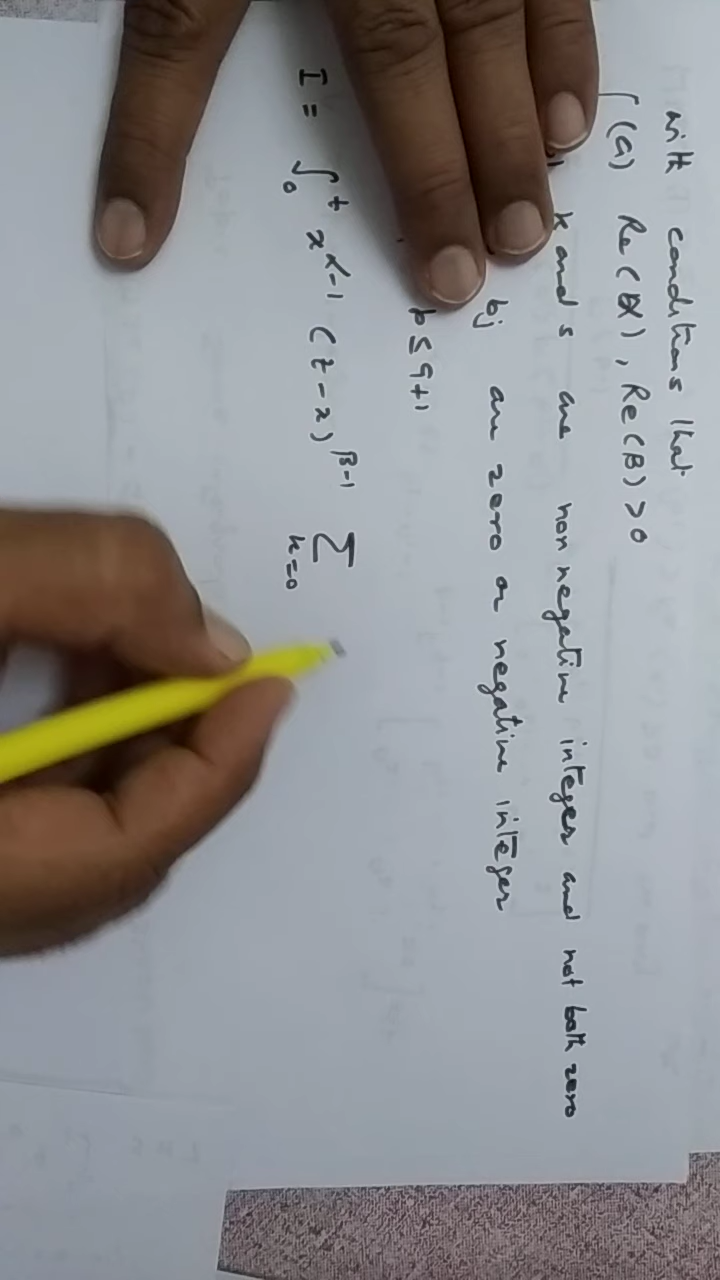 with conditions that
(a) Re(α), Re(β) > 0
k and s are non negative integer and not both zero
bj are zero or negative integer
p ≤ q+1
I = ∫₀ᵗ x^{α-1} (t-x)^{β-1} Σ_{k=0}